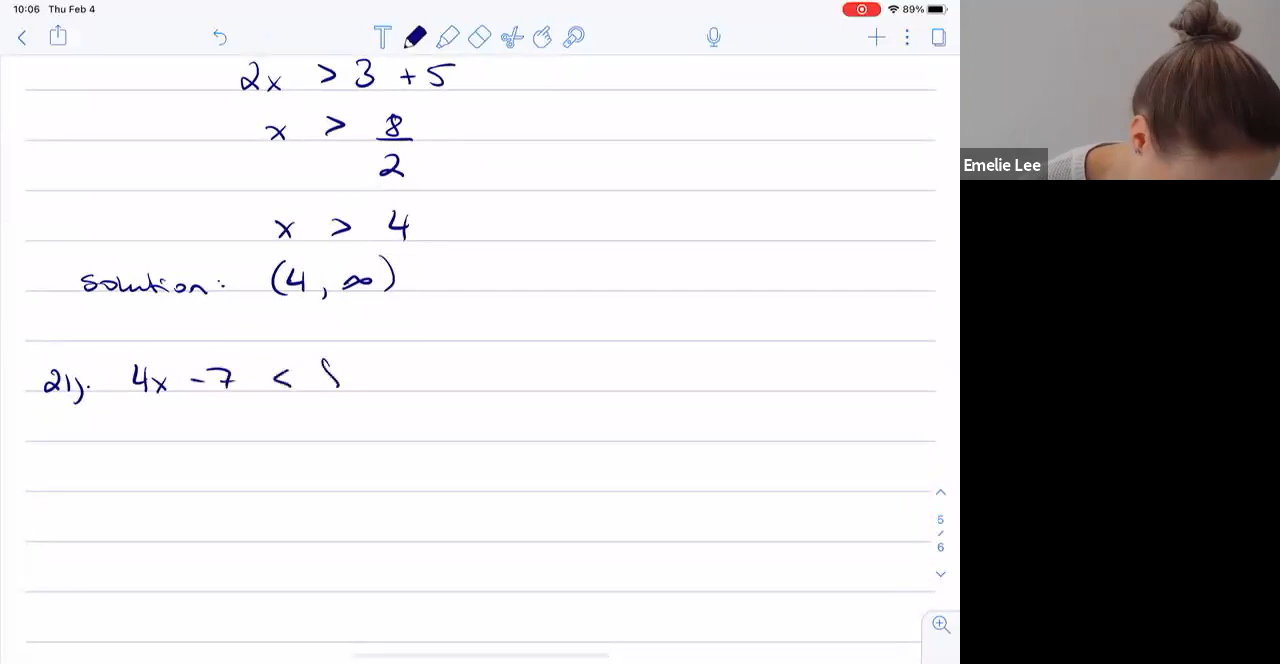 10:06 Thu Feb 4
89%
2x > 3 + 5
x > 8/2
x > 4
solution: (4, ∞)
21). 4x - 7 <
5
6
Emelie Lee